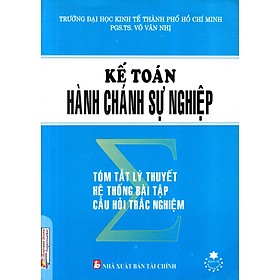 TRƯỜNG ĐẠI HỌC KINH TẾ THÀNH PHỐ HỒ CHÍ MINH
PGS.TS. VÕ VĂN NHỊ
KẾ TOÁN
HÀNH CHÁNH SỰ NGHIỆP
TÓM TẮT LÝ THUYẾT
HỆ THỐNG BÀI TẬP
CÂU HỎI TRẮC NGHIỆM
NHÀ XUẤT BẢN TÀI CHÍNH